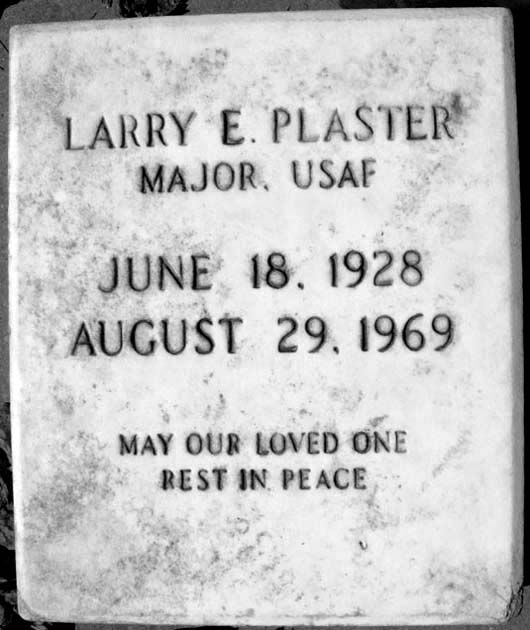 LARRY E. PLASTER
MAJOR, USAF
JUNE 18, 1928
AUGUST 29, 1969
MAY OUR LOVED ONE
REST IN PEACE